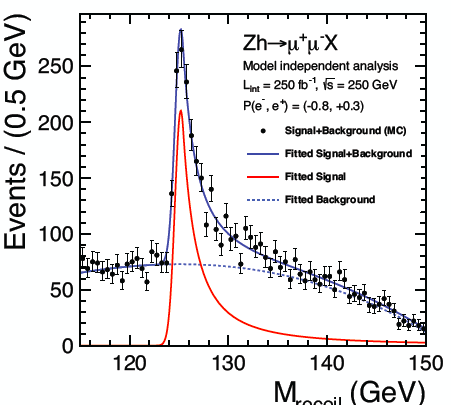 Zh→μ⁺μ⁻X
Model independent analysis
Lint = 250 fb⁻¹, √s = 250 GeV
P(e⁻, e⁺) = (-0.8, +0.3)
Signal+Background (MC)
Fitted Signal+Background
Fitted Signal
Fitted Background
Events / (0.5 GeV)
250
200
150
100
50
0
120 130 140 150
Mrecoil (GeV)